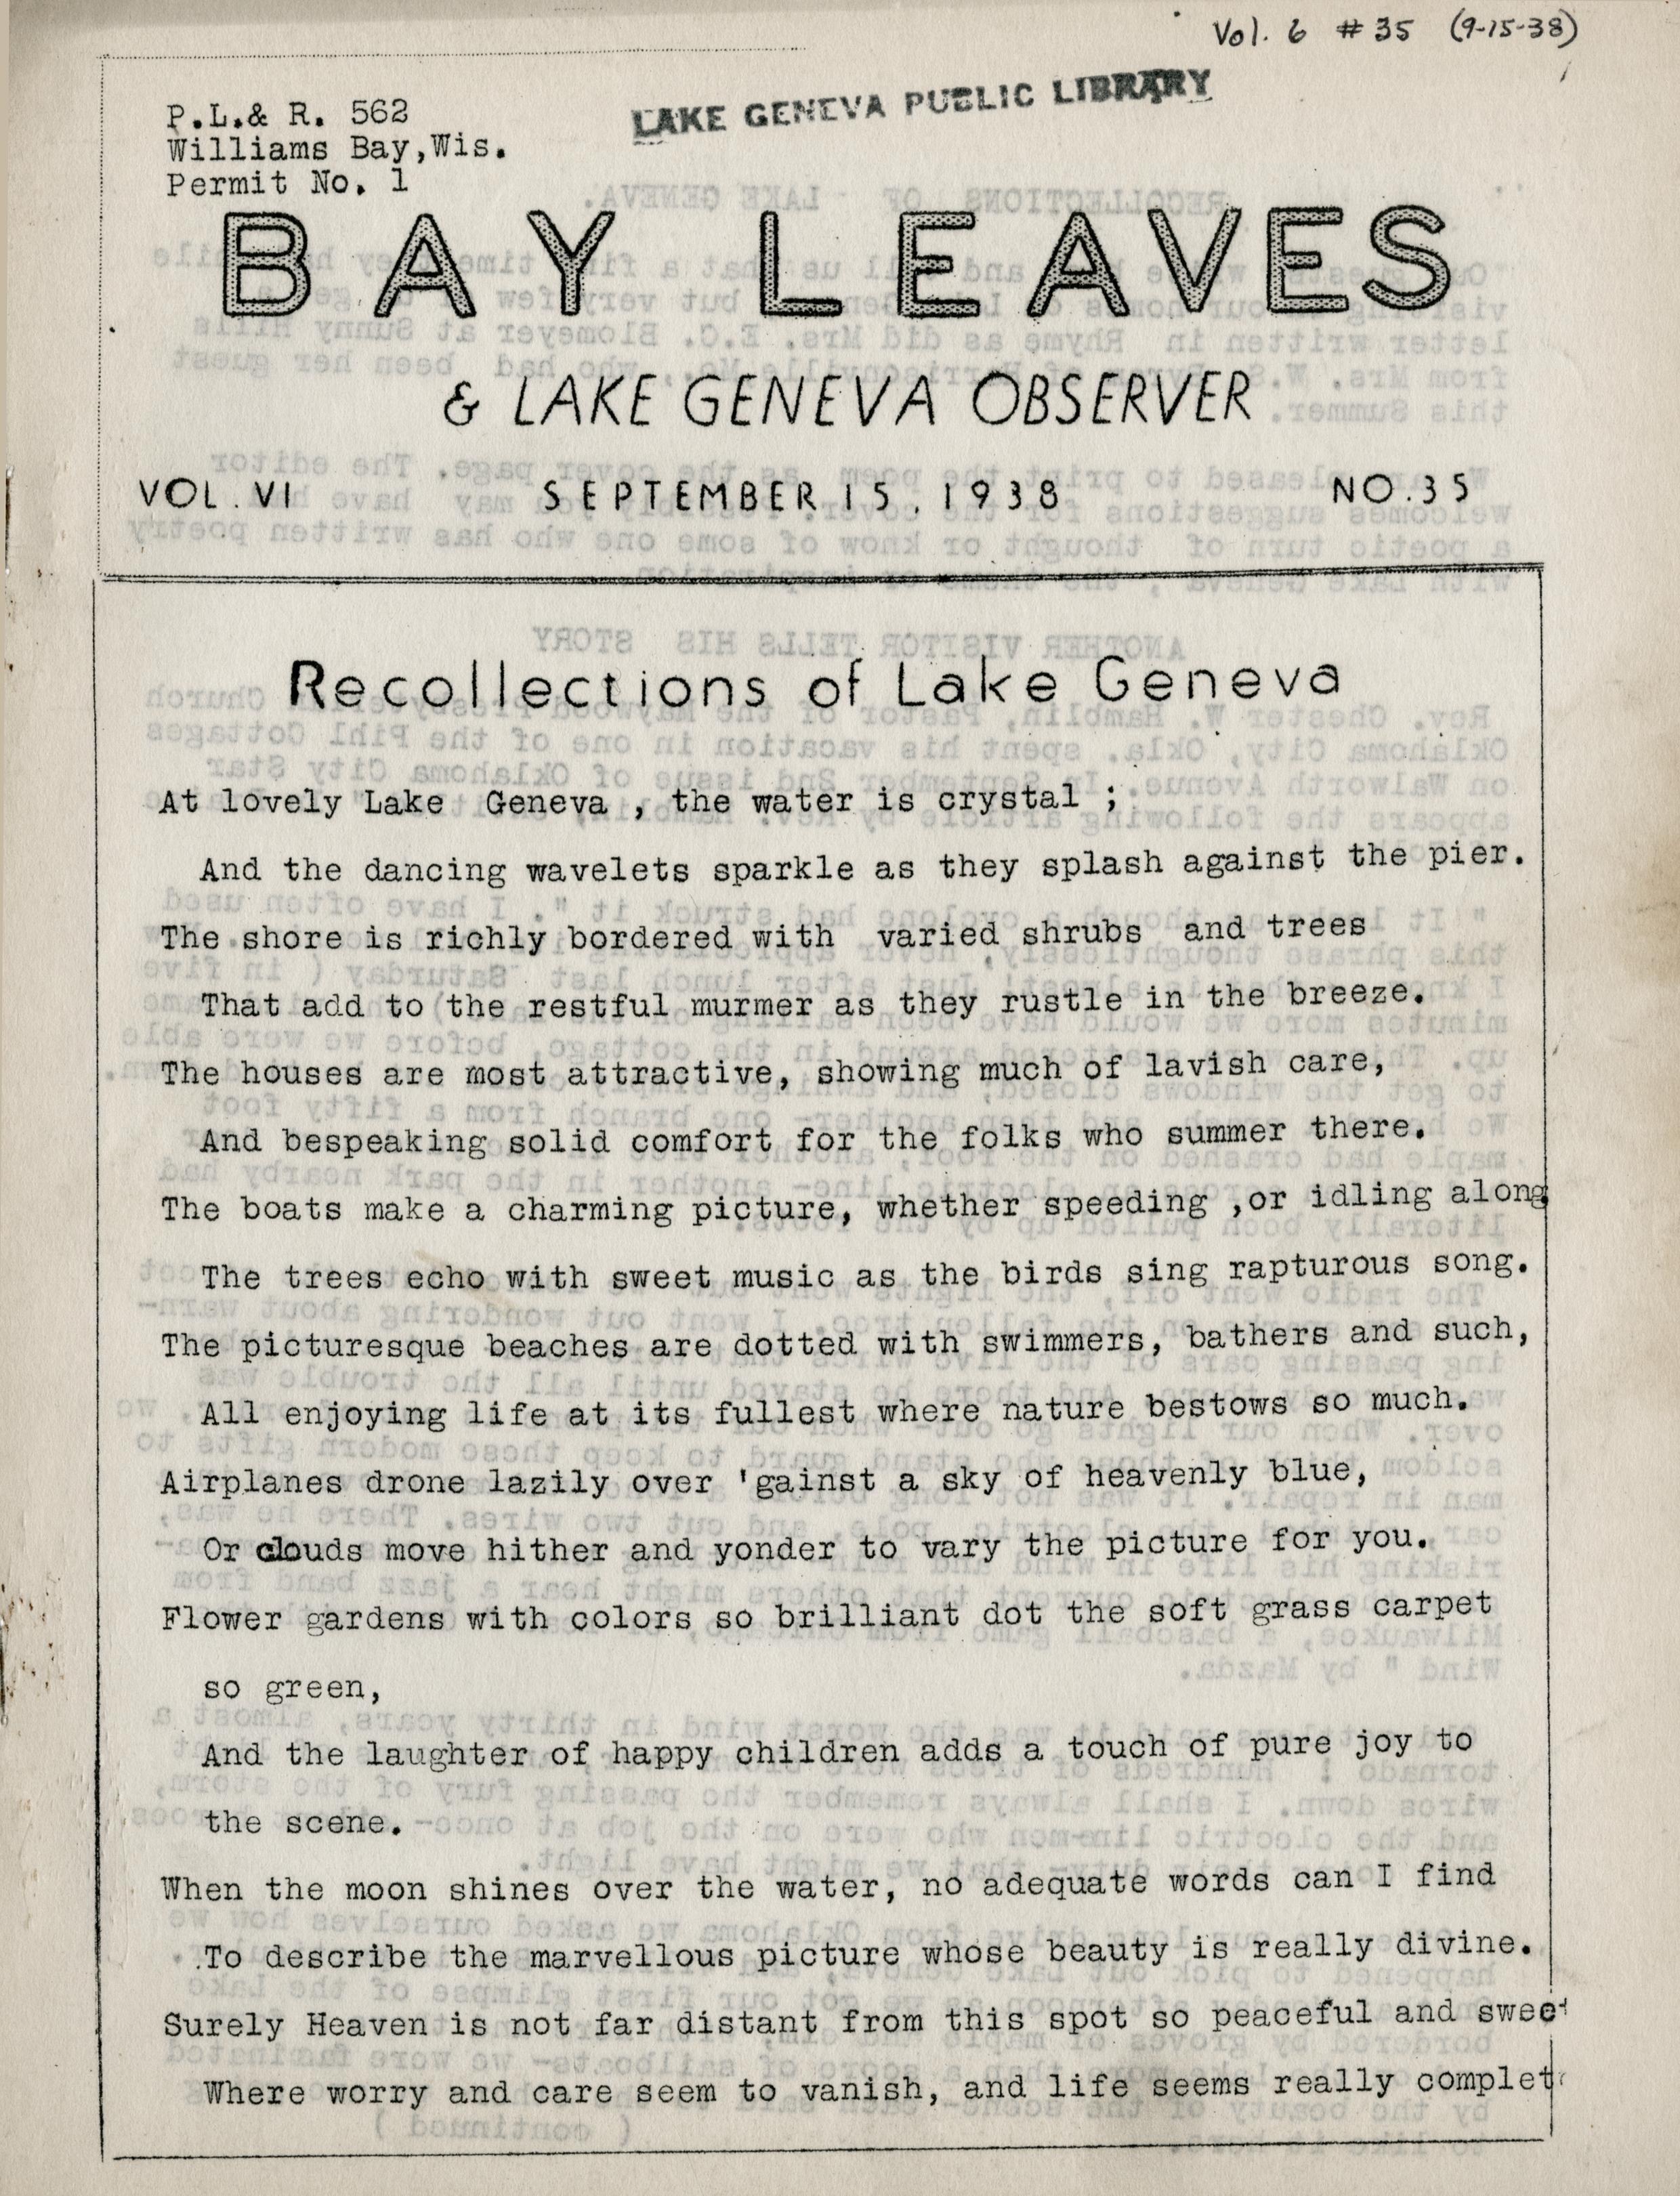 Vol. 6 #35 (9-15-38)
LAKE GENEVA PUBLIC LIBRARY
P.L.& R. 562
Williams Bay,Wis.
Permit No. 1
BAY LEAVES
& LAKE GENEVA OBSERVER
VOL. VI SEPTEMBER 15, 1938 NO.35
Recollections of Lake Geneva
At lovely Lake Geneva , the water is crystal ;
And the dancing wavelets sparkle as they splash against the pier.
The shore is richly bordered with varied shrubs and trees
That add to the restful murmer as they rustle in the breeze.
The houses are most attractive, showing much of lavish care,
And bespeaking solid comfort for the folks who summer there.
The boats make a charming picture, whether speeding ,or idling along
The trees echo with sweet music as the birds sing rapturous song.
The picturesque beaches are dotted with swimmers, bathers and such,
All enjoying life at its fullest where nature bestows so much.
Airplanes drone lazily over 'gainst a sky of heavenly blue,
Or clouds move hither and yonder to vary the picture for you.
Flower gardens with colors so brilliant dot the soft grass carpet
so green,
And the laughter of happy children adds a touch of pure joy to
the scene.
When the moon shines over the water, no adequate words can I find
To describe the marvellous picture whose beauty is really divine.
Surely Heaven is not far distant from this spot so peaceful and sweet
Where worry and care seem to vanish, and life seems really complete